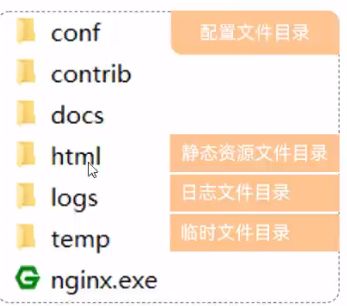 conf 配置文件目录
contrib
docs
html 静态资源文件目录
logs 日志文件目录
temp 临时文件目录
nginx.exe